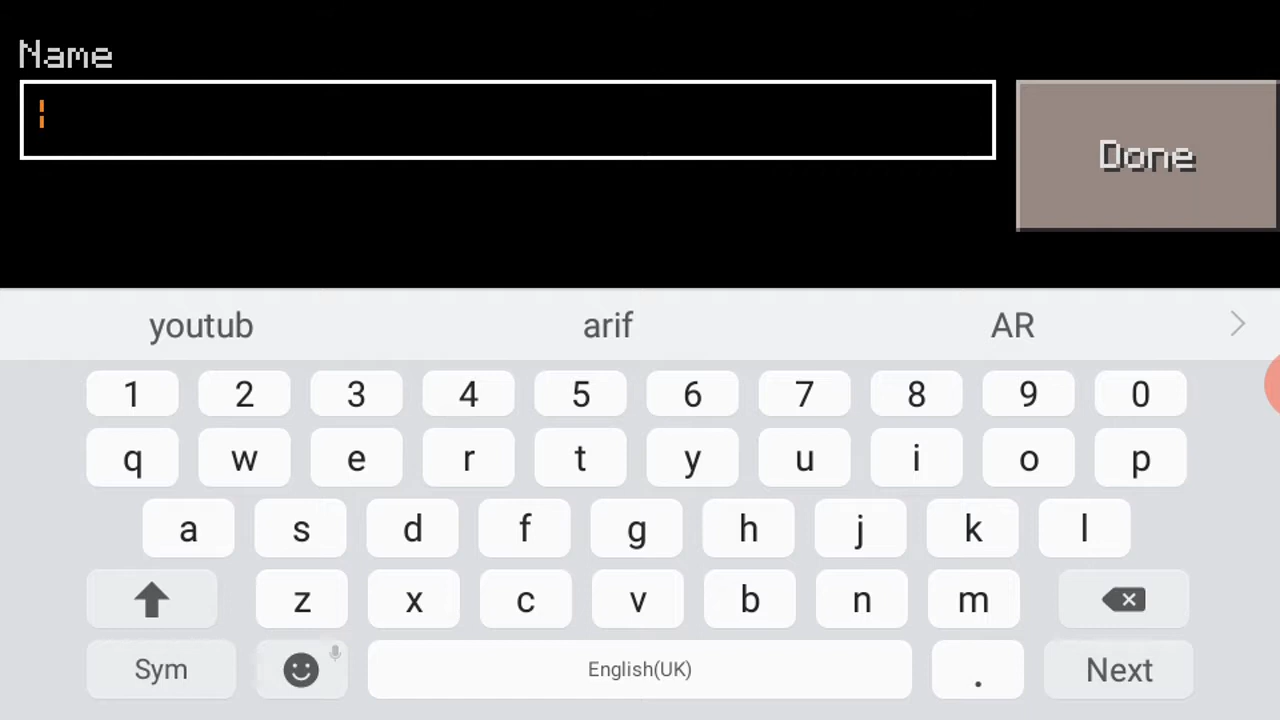 Name
Done
youtub arif AR
1 2 3 4 5 6 7 8 9 0
q w e r t y u i o p
a s d f g h j k l
z x c v b n m
Sym English(UK) . Next